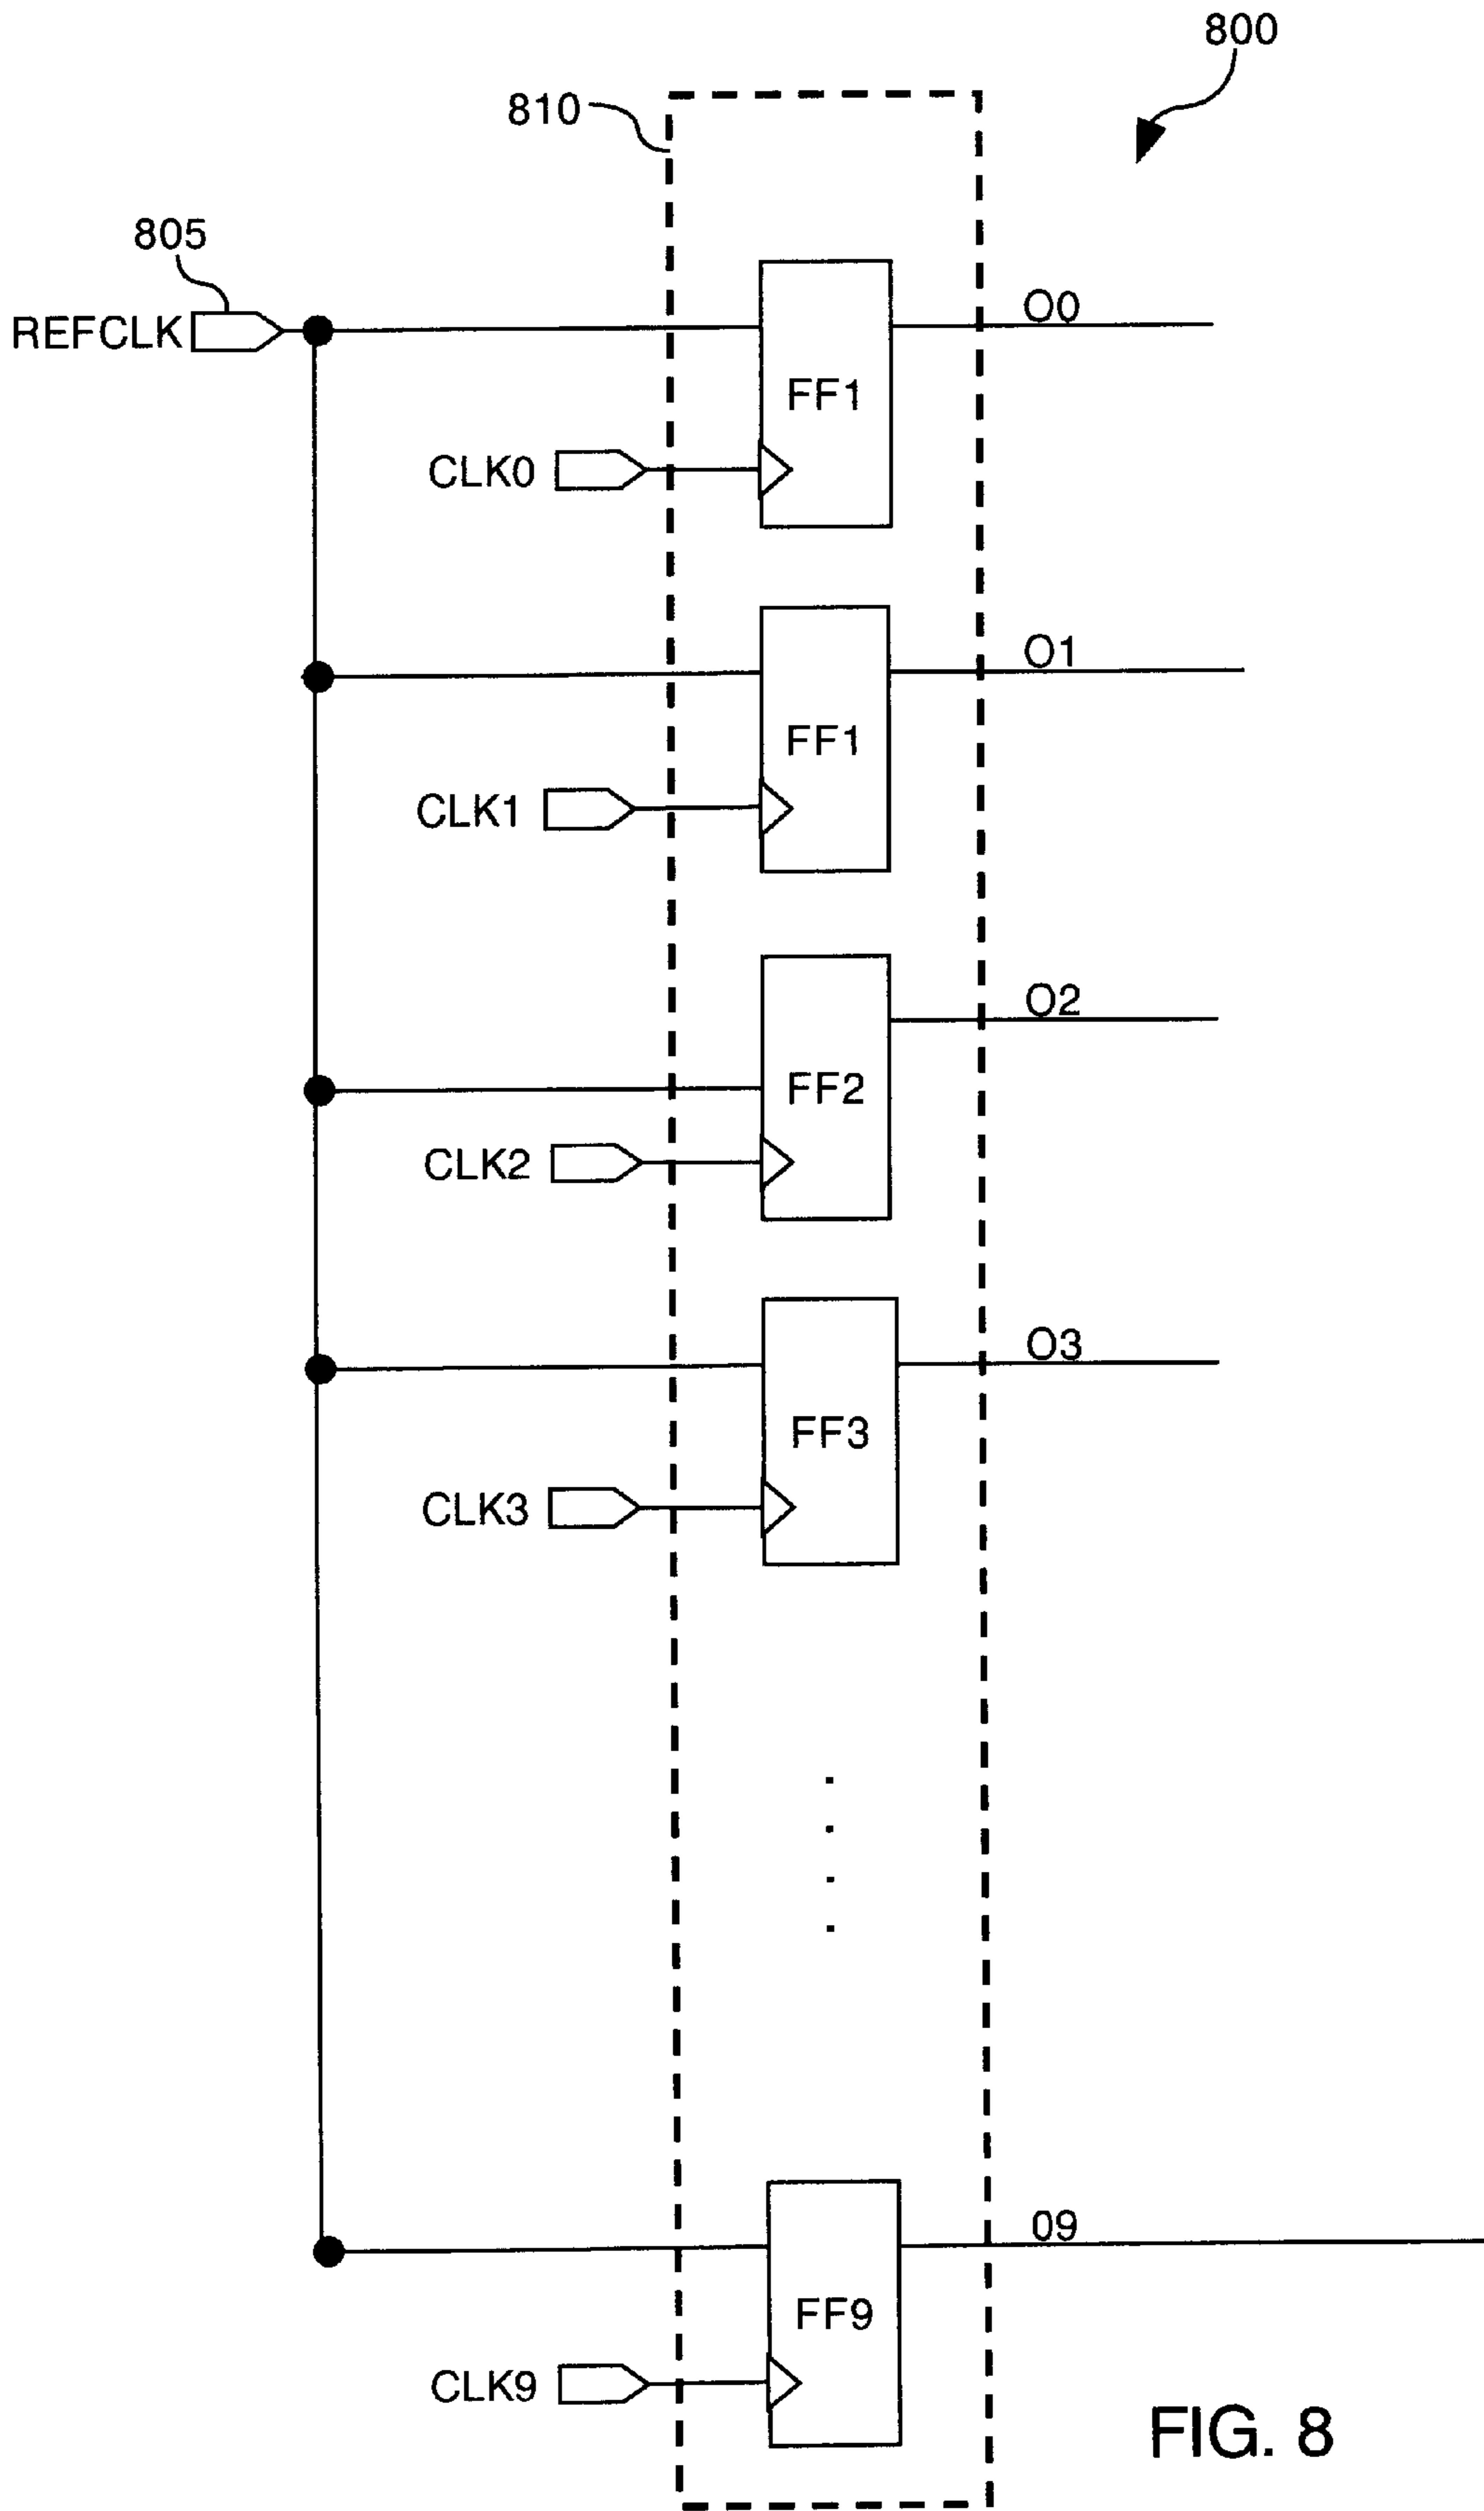 800
810
805
REFCLK
O0
FF1
CLK0
O1
FF1
CLK1
O2
FF2
CLK2
O3
FF3
CLK3
09
FF9
CLK9
FIG. 8